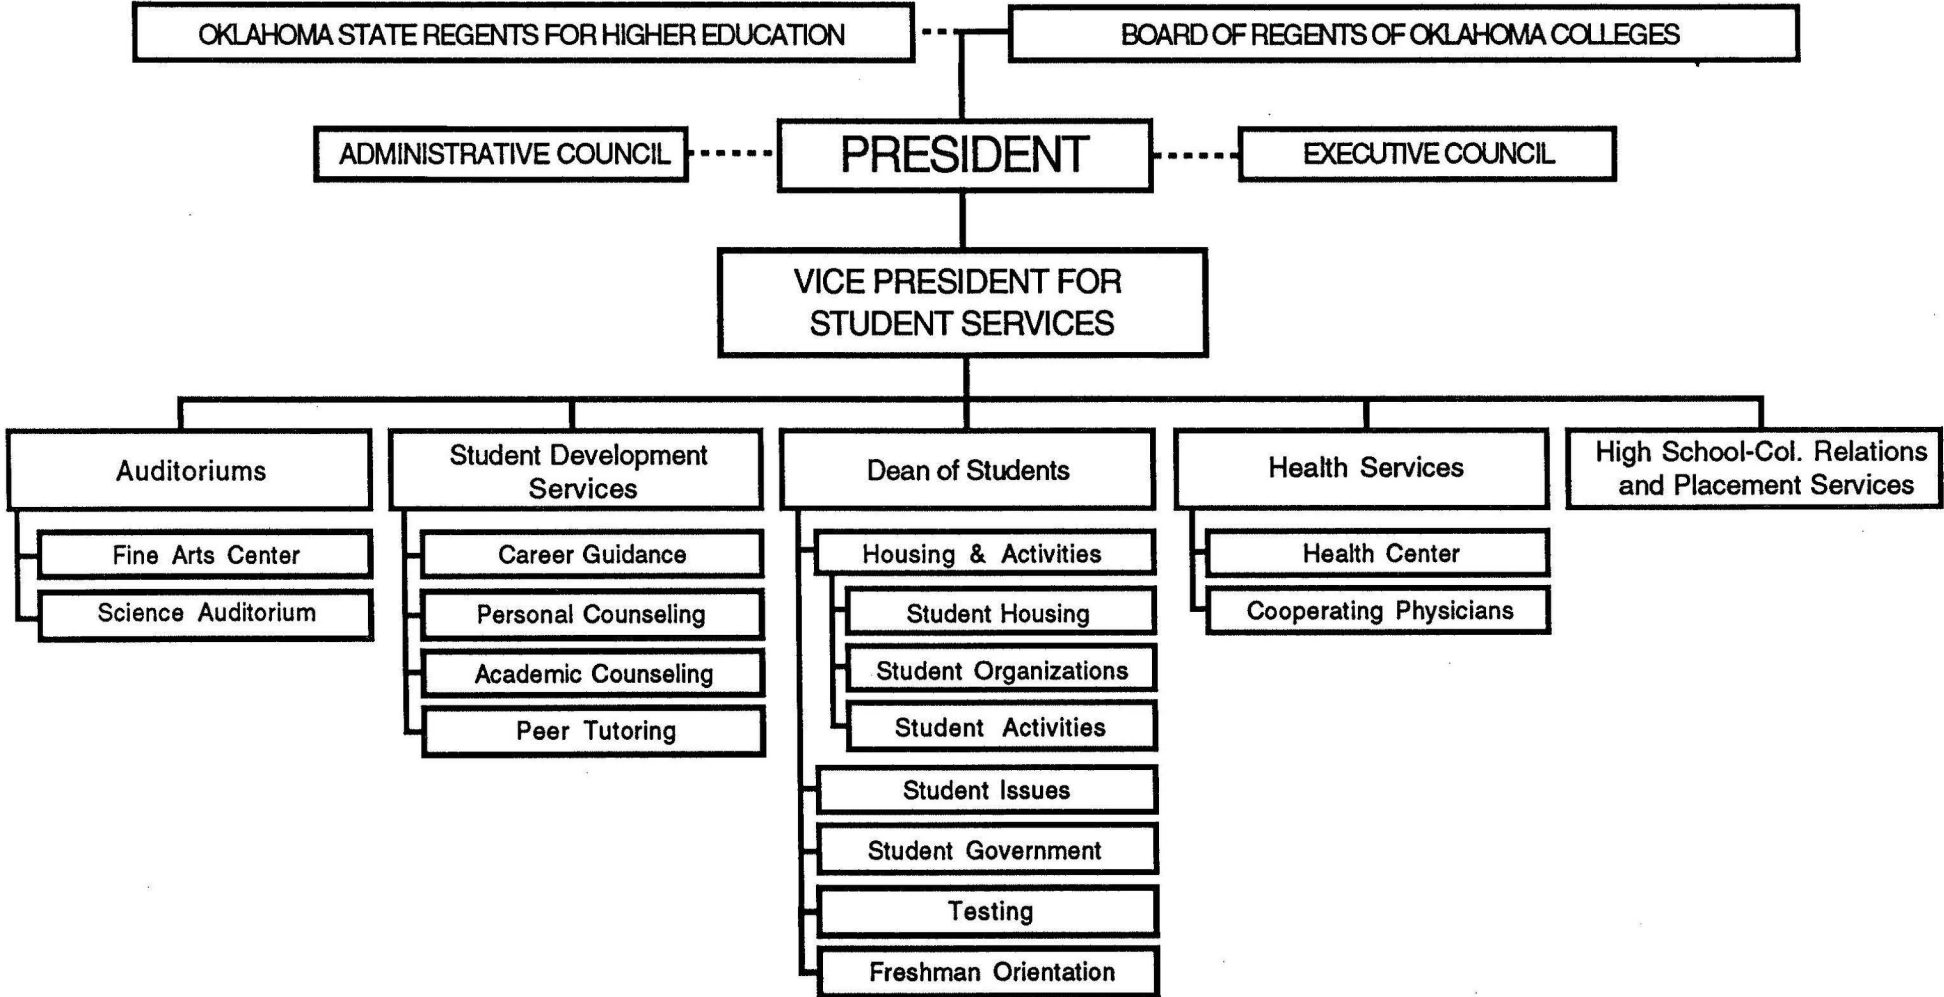 OKLAHOMA STATE REGENTS FOR HIGHER EDUCATION
BOARD OF REGENTS OF OKLAHOMA COLLEGES
ADMINISTRATIVE COUNCIL
PRESIDENT
EXECUTIVE COUNCIL
VICE PRESIDENT FOR
STUDENT SERVICES
Auditoriums
Fine Arts Center
Science Auditorium
Student Development
Services
Career Guidance
Personal Counseling
Academic Counseling
Peer Tutoring
Dean of Students
Housing & Activities
Student Housing
Student Organizations
Student Activities
Student Issues
Student Government
Testing
Freshman Orientation
Health Services
Health Center
Cooperating Physicians
High School-Col. Relations
and Placement Services